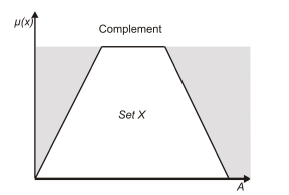 μ(x)
Complement
Set X
A